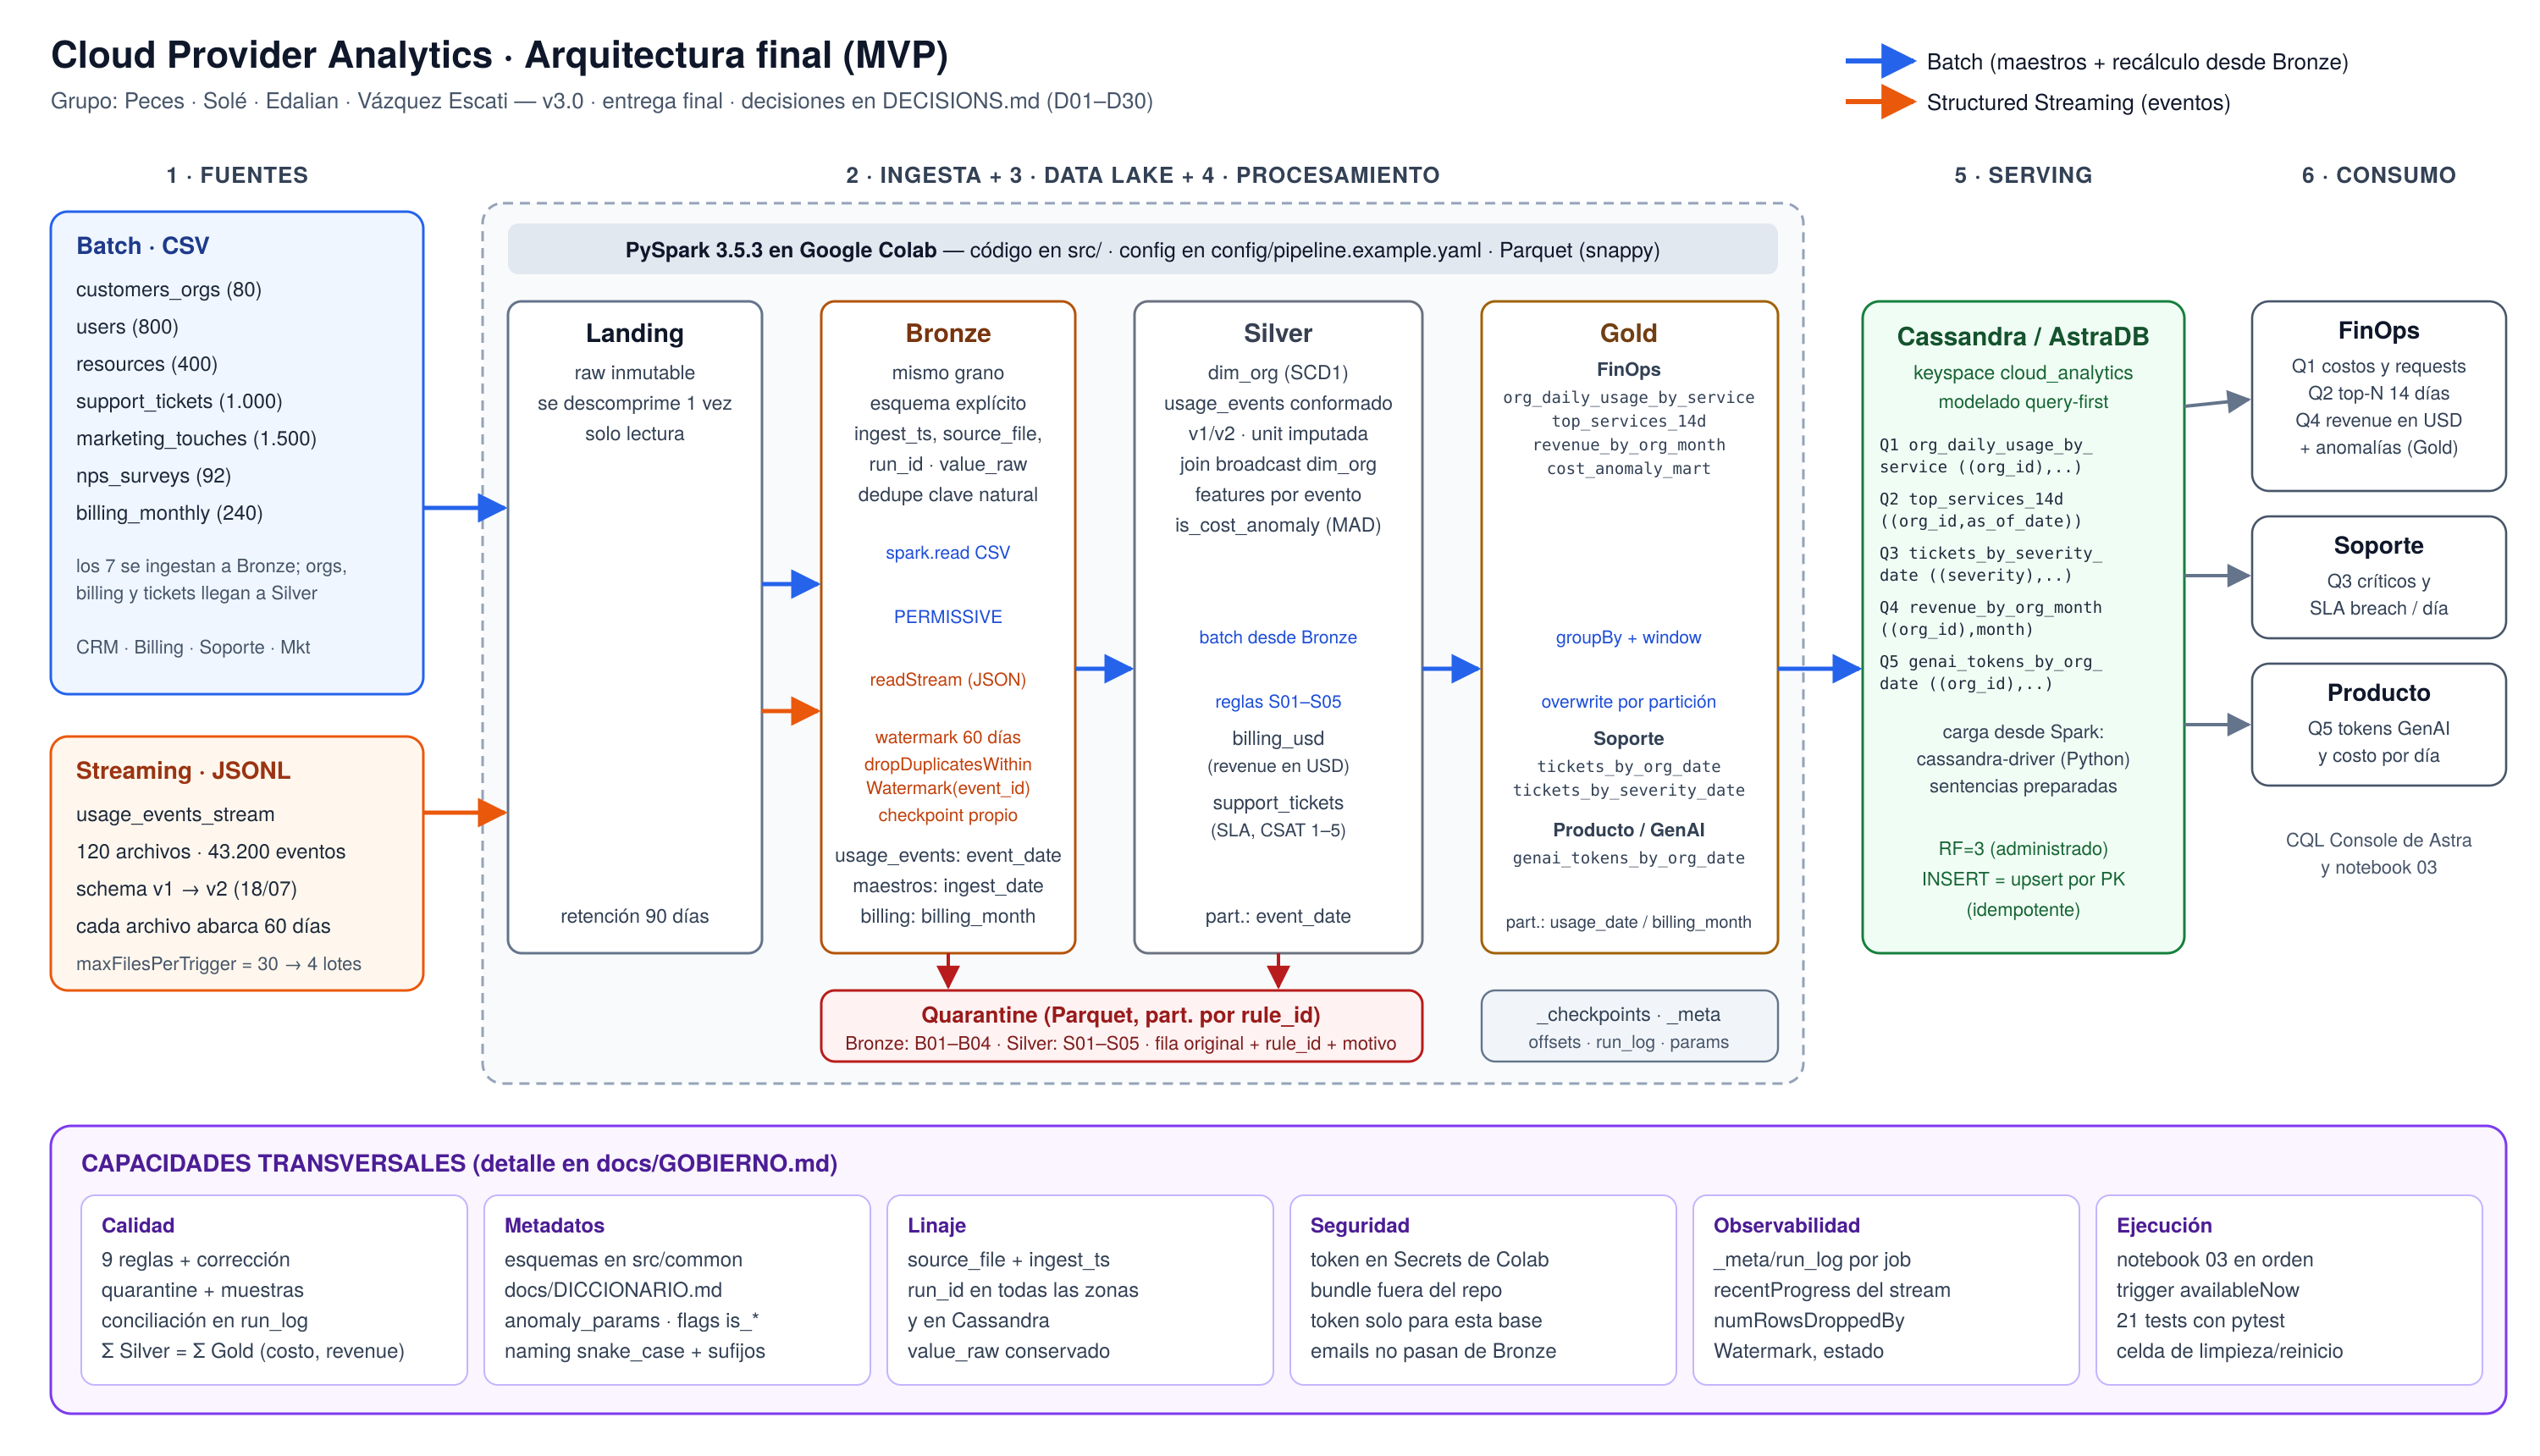 Cloud Provider Analytics · Arquitectura final (MVP)
Grupo: Peces · Solé · Edalian · Vázquez Escati — v3.0 · entrega final · decisiones en DECISIONS.md (D01–D30)
Batch (maestros + recálculo desde Bronze)
Structured Streaming (eventos)
1 · FUENTES
2 · INGESTA + 3 · DATA LAKE + 4 · PROCESAMIENTO
5 · SERVING
6 · CONSUMO
Batch · CSV
customers_orgs (80)
users (800)
resources (400)
support_tickets (1.000)
marketing_touches (1.500)
nps_surveys (92)
billing_monthly (240)
los 7 se ingestan a Bronze; orgs,
billing y tickets llegan a Silver
CRM · Billing · Soporte · Mkt
Streaming · JSONL
usage_events_stream
120 archivos · 43.200 eventos
schema v1 → v2 (18/07)
cada archivo abarca 60 días
maxFilesPerTrigger = 30 → 4 lotes
PySpark 3.5.3 en Google Colab — código en src/ · config en config/pipeline.example.yaml · Parquet (snappy)
Landing
raw inmutable
se descomprime 1 vez
solo lectura
retención 90 días
Bronze
mismo grano
esquema explícito
ingest_ts, source_file,
run_id · value_raw
dedupe clave natural
spark.read CSV
PERMISSIVE
readStream (JSON)
watermark 60 días
dropDuplicatesWithin
Watermark(event_id)
checkpoint propio
usage_events: event_date
maestros: ingest_date
billing: billing_month
Silver
dim_org (SCD1)
usage_events conformado
v1/v2 · unit imputada
join broadcast dim_org
features por evento
is_cost_anomaly (MAD)
batch desde Bronze
reglas S01–S05
billing_usd
(revenue en USD)
support_tickets
(SLA, CSAT 1–5)
part.: event_date
Gold
FinOps
org_daily_usage_by_service
top_services_14d
revenue_by_org_month
cost_anomaly_mart
groupBy + window
overwrite por partición
Soporte
tickets_by_org_date
tickets_by_severity_date
Producto / GenAI
genai_tokens_by_org_date
part.: usage_date / billing_month
Quarantine (Parquet, part. por rule_id)
Bronze: B01–B04 · Silver: S01–S05 · fila original + rule_id + motivo
_checkpoints · _meta
offsets · run_log · params
Cassandra / AstraDB
keyspace cloud_analytics
modelado query-first
Q1 org_daily_usage_by_
service ((org_id),..)
Q2 top_services_14d
((org_id,as_of_date))
Q3 tickets_by_severity_
date ((severity),..)
Q4 revenue_by_org_month
((org_id),month)
Q5 genai_tokens_by_org_
date ((org_id),..)
carga desde Spark:
cassandra-driver (Python)
sentencias preparadas
RF=3 (administrado)
INSERT = upsert por PK
(idempotente)
FinOps
Q1 costos y requests
Q2 top-N 14 días
Q4 revenue en USD
+ anomalías (Gold)
Soporte
Q3 críticos y
SLA breach / día
Producto
Q5 tokens GenAI
y costo por día
CQL Console de Astra
y notebook 03
CAPACIDADES TRANSVERSALES (detalle en docs/GOBIERNO.md)
Calidad
9 reglas + corrección
quarantine + muestras
conciliación en run_log
Σ Silver = Σ Gold (costo, revenue)
Metadatos
esquemas en src/common
docs/DICCIONARIO.md
anomaly_params · flags is_*
naming snake_case + sufijos
Linaje
source_file + ingest_ts
run_id en todas las zonas
y en Cassandra
value_raw conservado
Seguridad
token en Secrets de Colab
bundle fuera del repo
token solo para esta base
emails no pasan de Bronze
Observabilidad
_meta/run_log por job
recentProgress del stream
numRowsDroppedBy
Watermark, estado
Ejecución
notebook 03 en orden
trigger availableNow
21 tests con pytest
celda de limpieza/reinicio